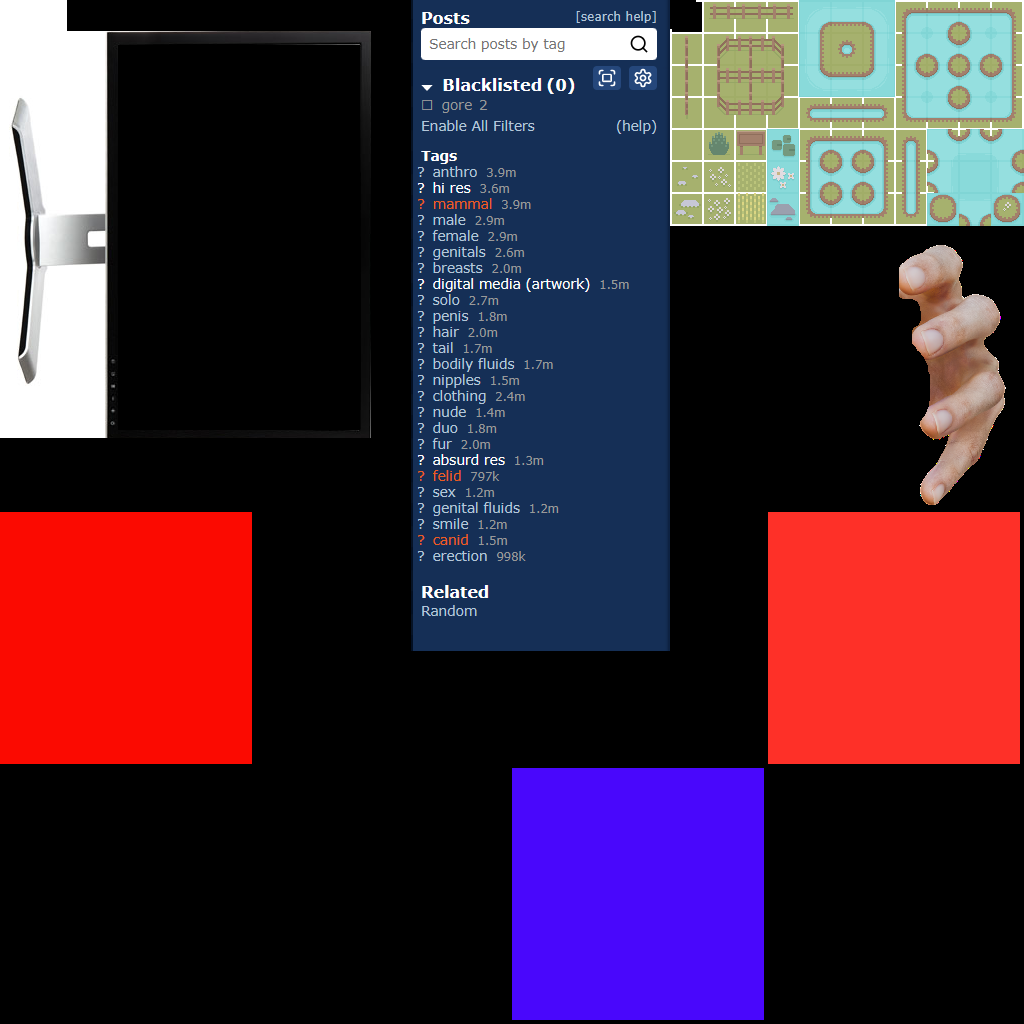 Posts [search help]
Search posts by tag
Blacklisted (0)
gore 2
Enable All Filters (help)
Tags
? anthro 3.9m
? hi res 3.6m
? mammal 3.9m
? male 2.9m
? female 2.9m
? genitals 2.6m
? breasts 2.0m
? digital media (artwork) 1.5m
? solo 2.7m
? penis 1.8m
? hair 2.0m
? tail 1.7m
? bodily fluids 1.7m
? nipples 1.5m
? clothing 2.4m
? nude 1.4m
? duo 1.8m
? fur 2.0m
? absurd res 1.3m
? felid 797k
? sex 1.2m
? genital fluids 1.2m
? smile 1.2m
? canid 1.5m
? erection 998k
Related
Random